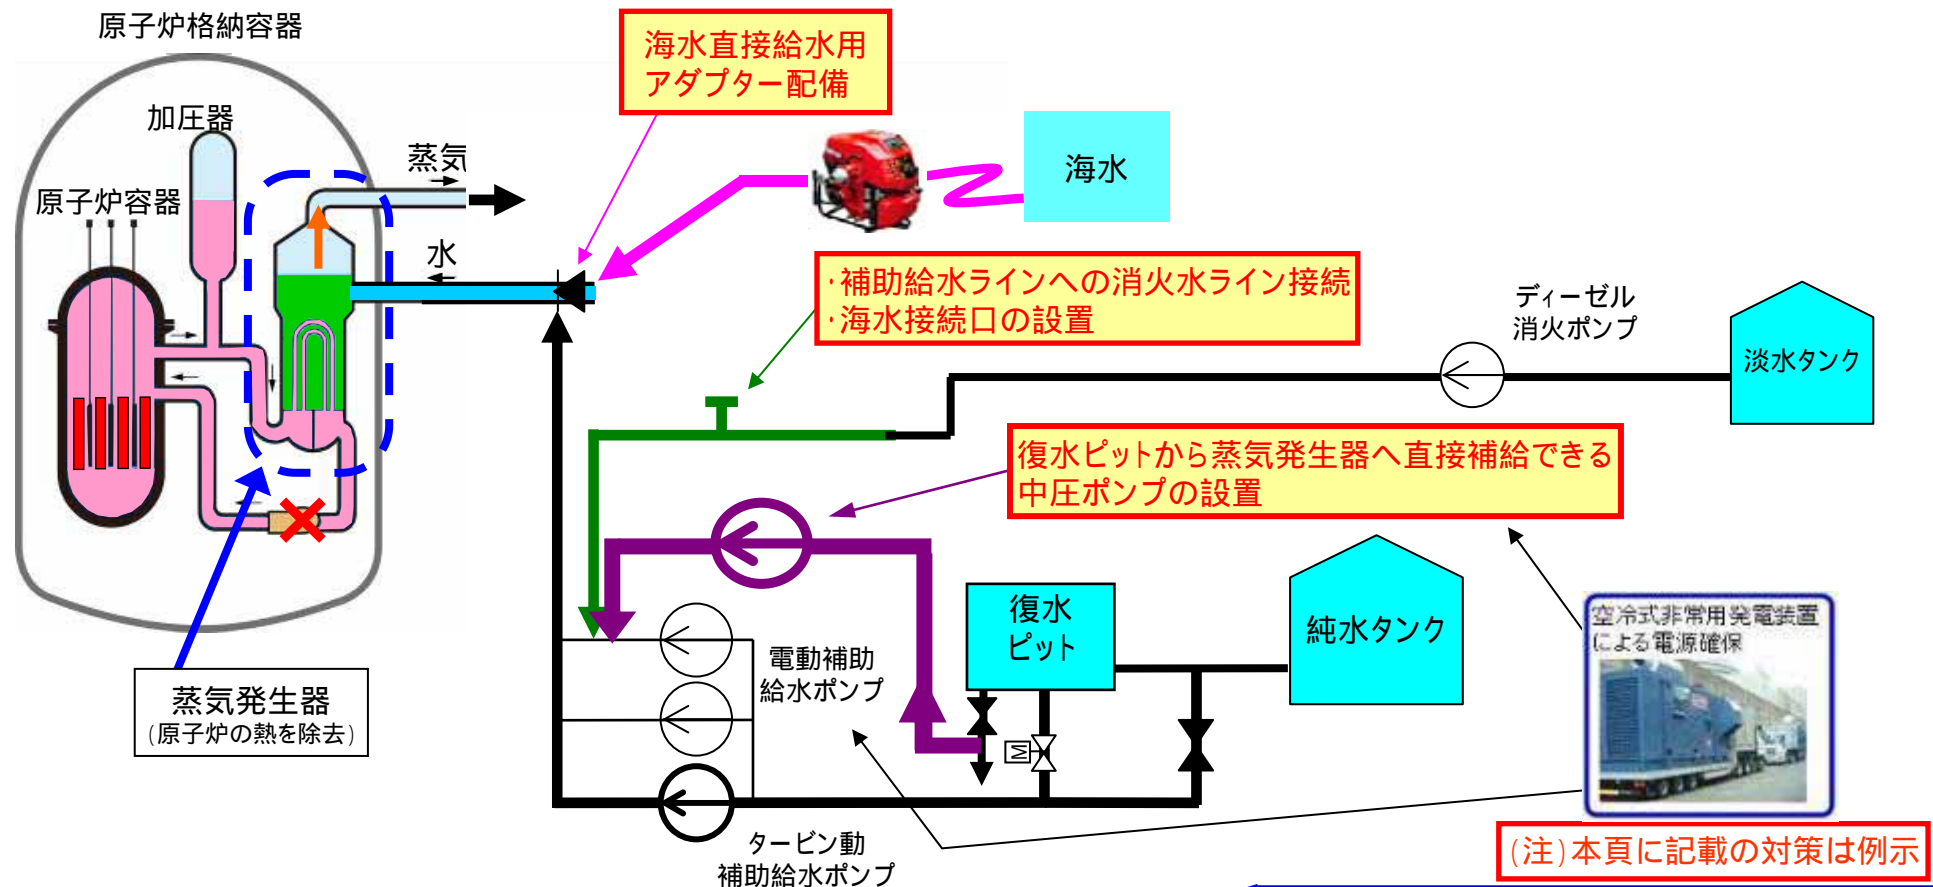 原子炉格納容器
加圧器
原子炉容器
蒸気
水
海水直接給水用
アダプター配備
海水
・補助給水ラインへの消火水ライン接続
・海水接続口の設置
ディーゼル
消火ポンプ
淡水タンク
復水ピットから蒸気発生器へ直接補給できる
中圧ポンプの設置
復水
ピット
純水タンク
空冷式非常用発電装置
による電源確保
電動補助
給水ポンプ
M
蒸気発生器
(原子炉の熱を除去)
タービン動
補助給水ポンプ
(注)本頁に記載の対策は例示